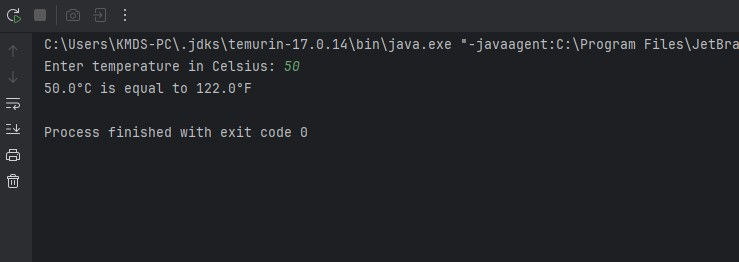 C:\Users\KMDS-PC\.jdks\temurin-17.0.14\bin\java.exe "-javaagent:C:\Program Files\JetBra
Enter temperature in Celsius: 50
50.0°C is equal to 122.0°F
Process finished with exit code 0